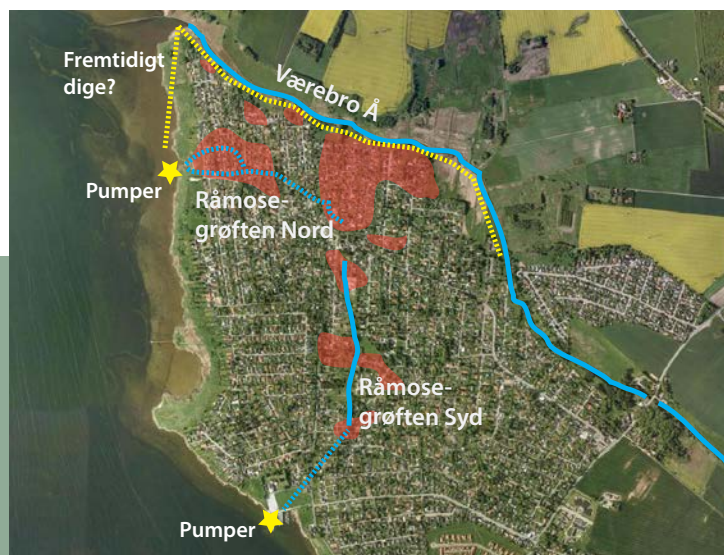 Fremtidigt
dige?
Værebro Å
Pumper
Råmose-
grøften Nord
Råmose-
grøften Syd
Pumper